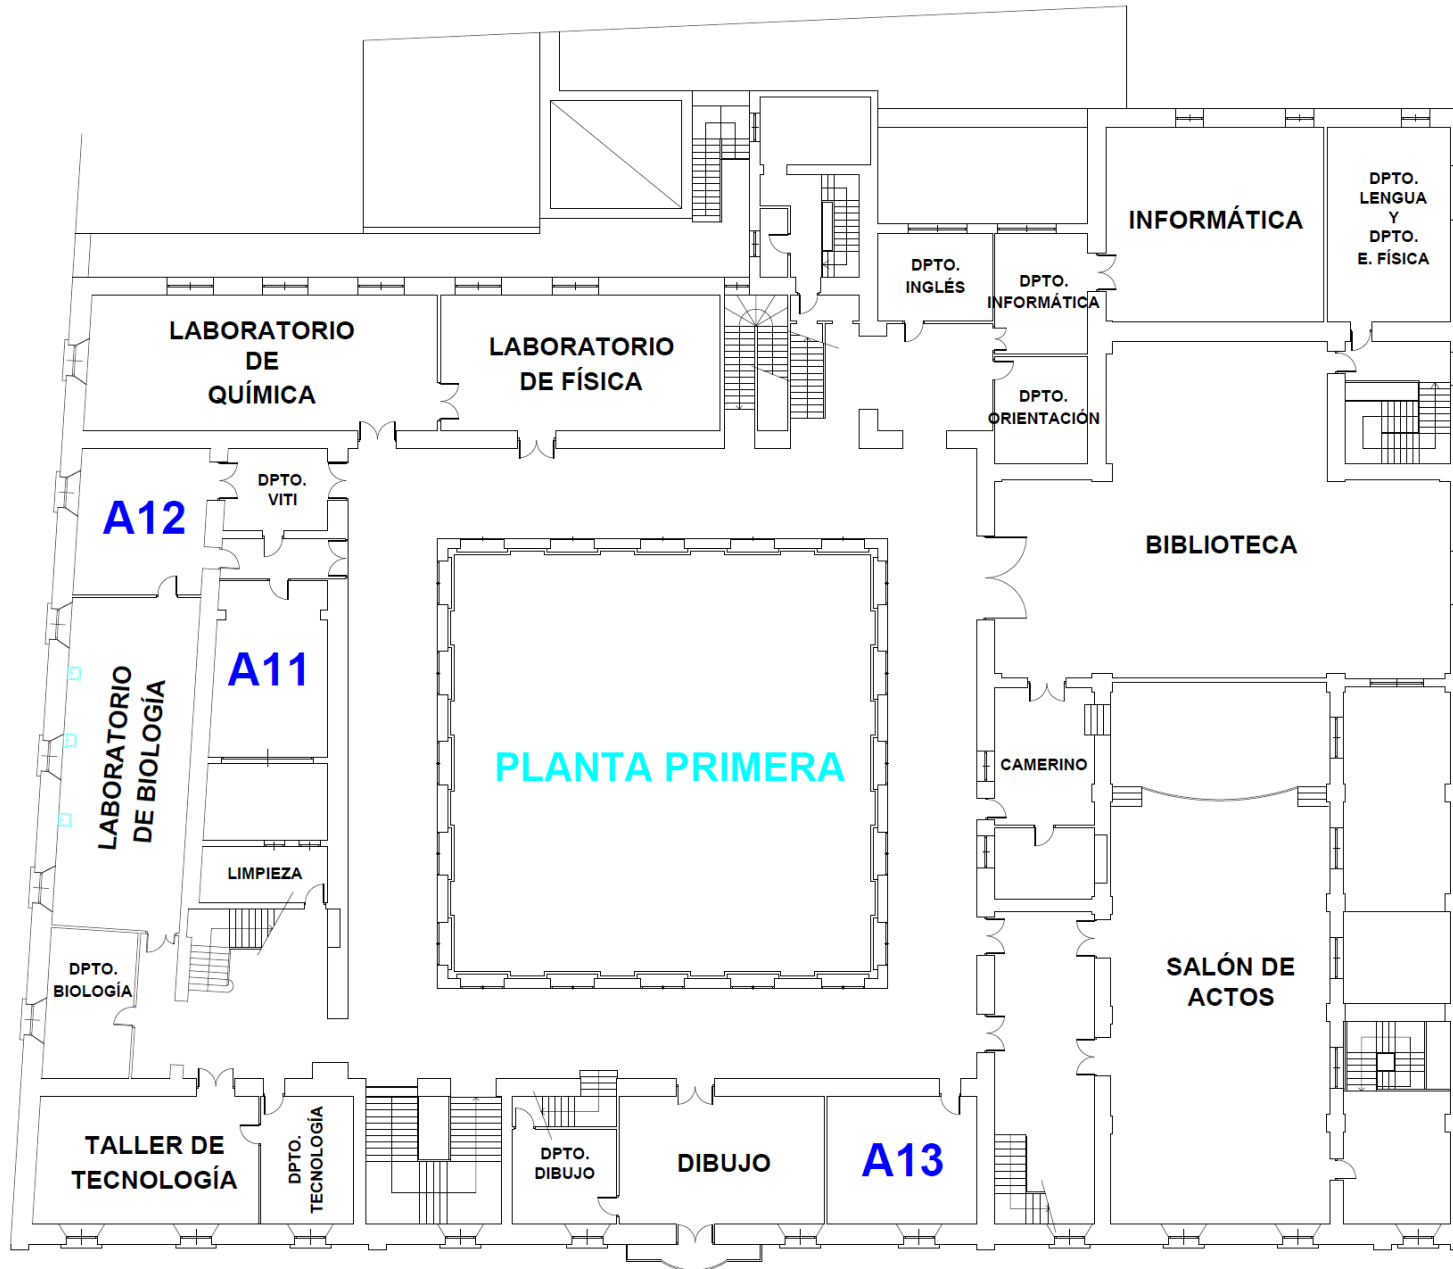 DPTO.
LENGUA
Y
DPTO.
E. FÍSICA
INFORMÁTICA
DPTO.
INGLÉS
DPTO.
INFORMÁTICA
LABORATORIO
DE
QUÍMICA
LABORATORIO
DE FÍSICA
DPTO.
ORIENTACIÓN
DPTO.
VITI
A12
BIBLIOTECA
A11
LABORATORIO
DE BIOLOGÍA
PLANTA PRIMERA
CAMERINO
LIMPIEZA
DPTO.
BIOLOGÍA
SALÓN DE
ACTOS
TALLER DE
TECNOLOGÍA
DPTO.
TECNOLOGÍA
DPTO.
DIBUJO
DIBUJO
A13